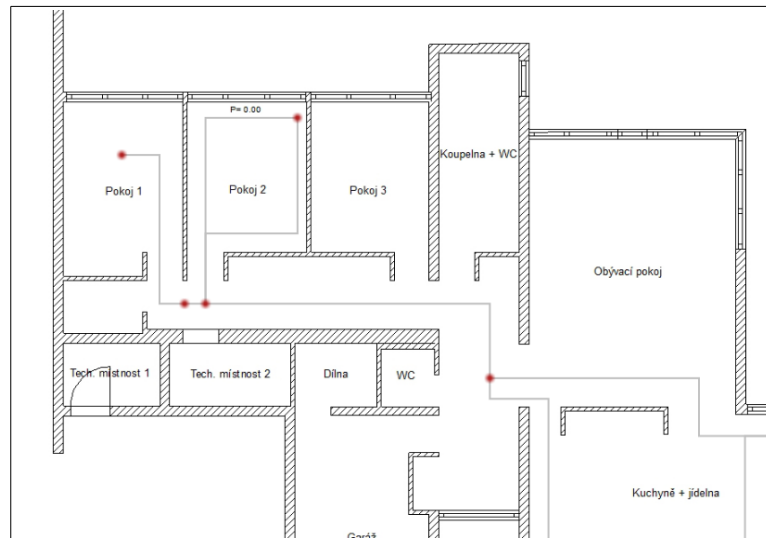 P= 0.00
Koupelna + WC
Pokoj 1
Pokoj 2
Pokoj 3
Obývací pokoj
Tech. místnost 1
Tech. místnost 2
Dílna
WC
Kuchyně + jídelna
Garáž